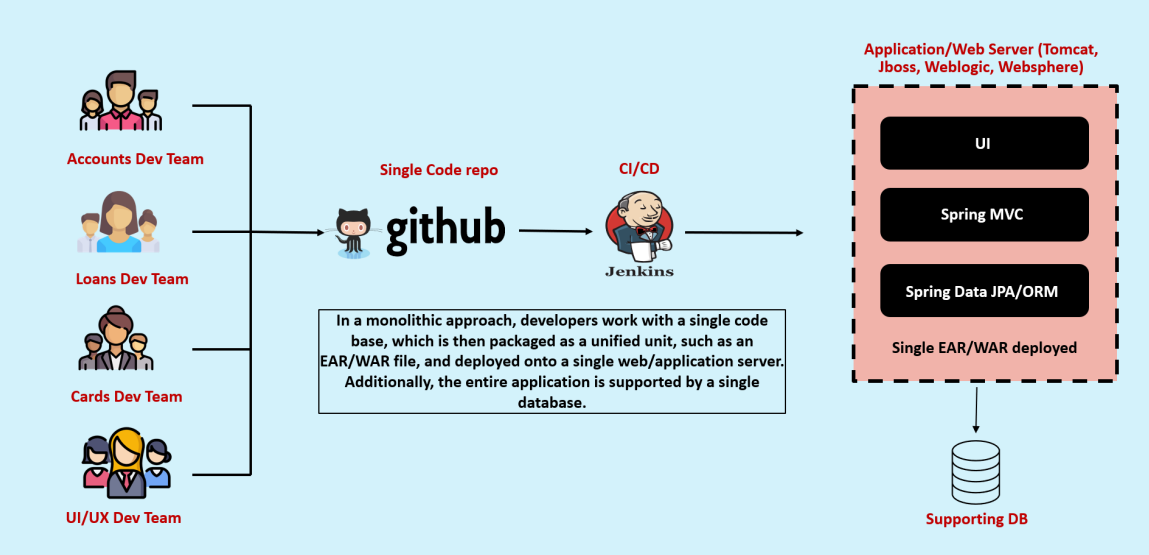 Application/Web Server (Tomcat,
Jboss, Weblogic, Websphere)
Accounts Dev Team
Loans Dev Team
Cards Dev Team
UI/UX Dev Team
Single Code repo
github
CI/CD
Jenkins
In a monolithic approach, developers work with a single code
base, which is then packaged as a unified unit, such as an
EAR/WAR file, and deployed onto a single web/application server.
Additionally, the entire application is supported by a single
database.
UI
Spring MVC
Spring Data JPA/ORM
Single EAR/WAR deployed
Supporting DB